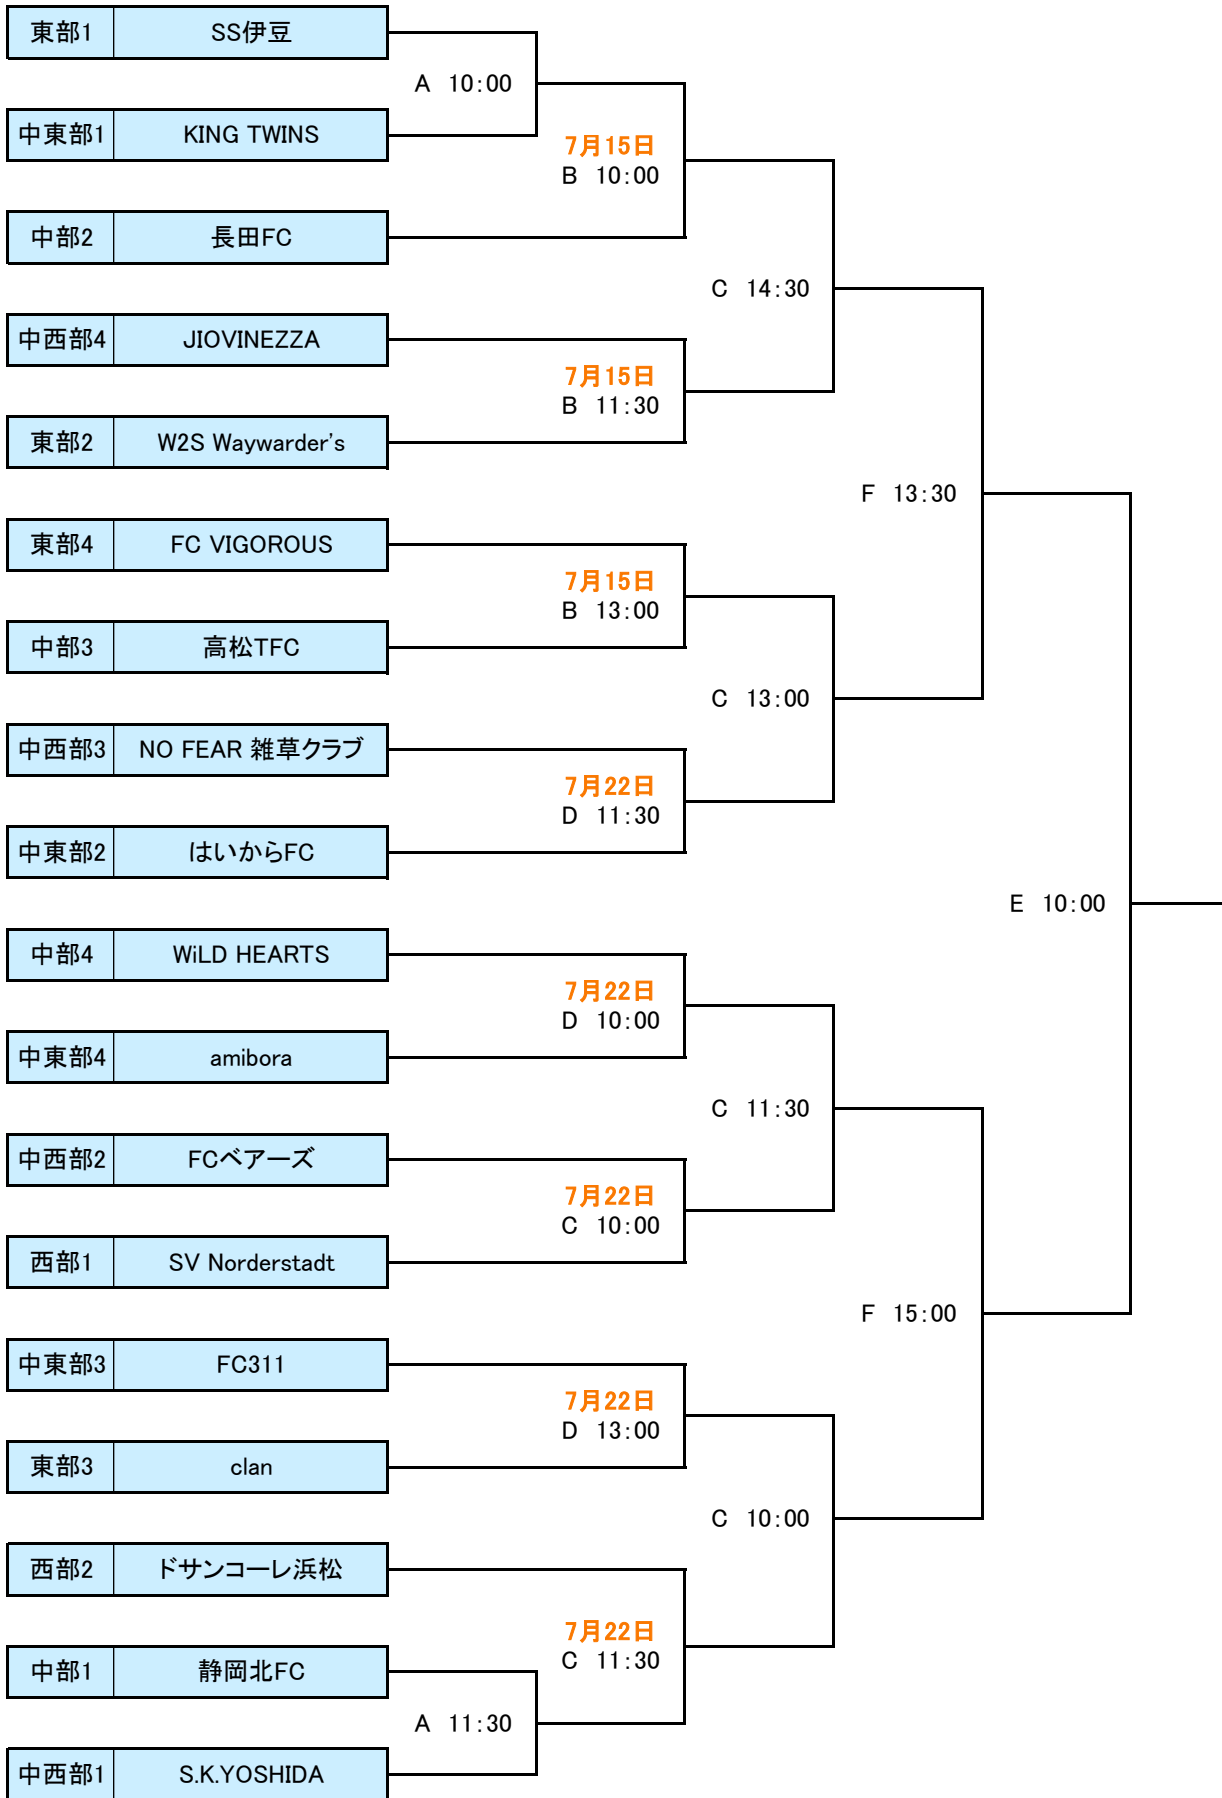 東部1 SS伊豆
A 10:00
中東部1 KING TWINS
7月15日
B 10:00
中部2 長田FC
C 14:30
中西部4 JIOVINEZZA
7月15日
B 11:30
東部2 W2S Waywarder's
F 13:30
東部4 FC VIGOROUS
7月15日
B 13:00
中部3 高松TFC
C 13:00
中西部3 NO FEAR 雑草クラブ
7月22日
D 11:30
中東部2 はいからFC
E 10:00
中部4 WiLD HEARTS
7月22日
D 10:00
中東部4 amibora
C 11:30
中西部2 FCベアーズ
7月22日
C 10:00
西部1 SV Norderstadt
F 15:00
中東部3 FC311
7月22日
D 13:00
東部3 clan
C 10:00
西部2 ドサンコーレ浜松
7月22日
C 11:30
中部1 静岡北FC
A 11:30
中西部1 S.K.YOSHIDA